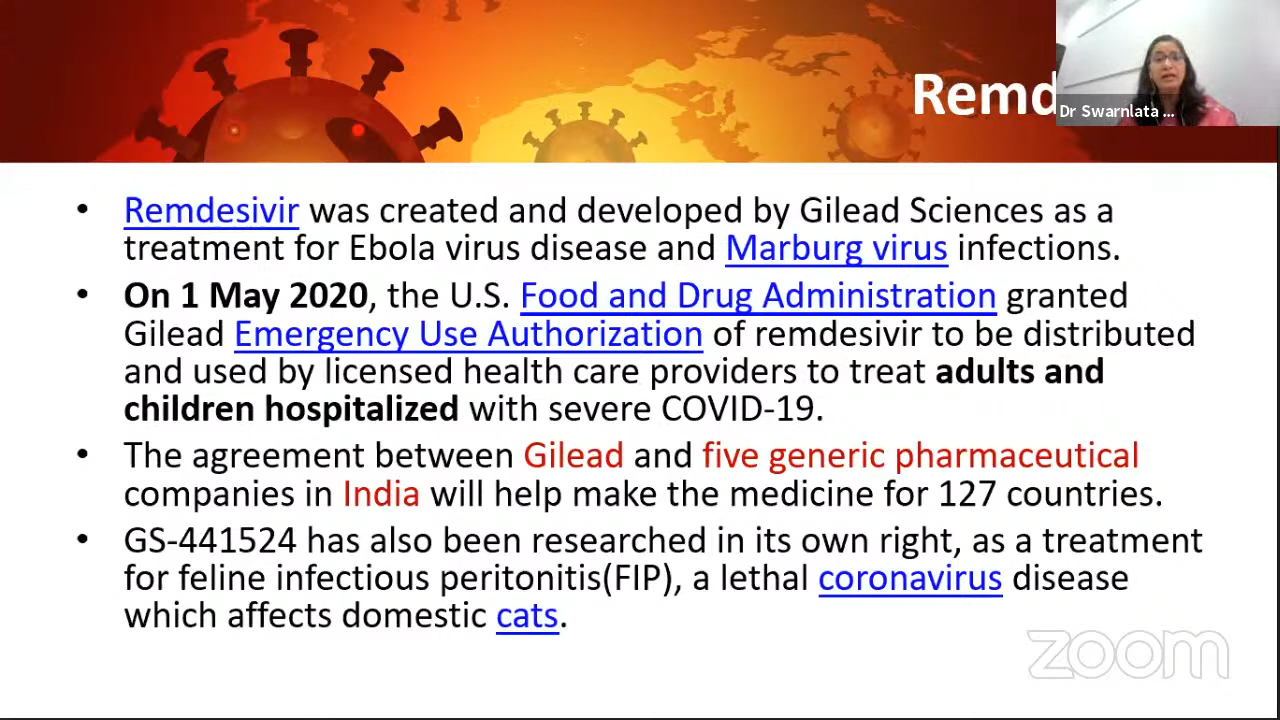 Remd
Dr Swarnlata ...
• Remdesivir was created and developed by Gilead Sciences as a
treatment for Ebola virus disease and Marburg virus infections.
• On 1 May 2020, the U.S. Food and Drug Administration granted
Gilead Emergency Use Authorization of remdesivir to be distributed
and used by licensed health care providers to treat adults and
children hospitalized with severe COVID-19.
• The agreement between Gilead and five generic pharmaceutical
companies in India will help make the medicine for 127 countries.
• GS-441524 has also been researched in its own right, as a treatment
for feline infectious peritonitis(FIP), a lethal coronavirus disease
which affects domestic cats.
zoom